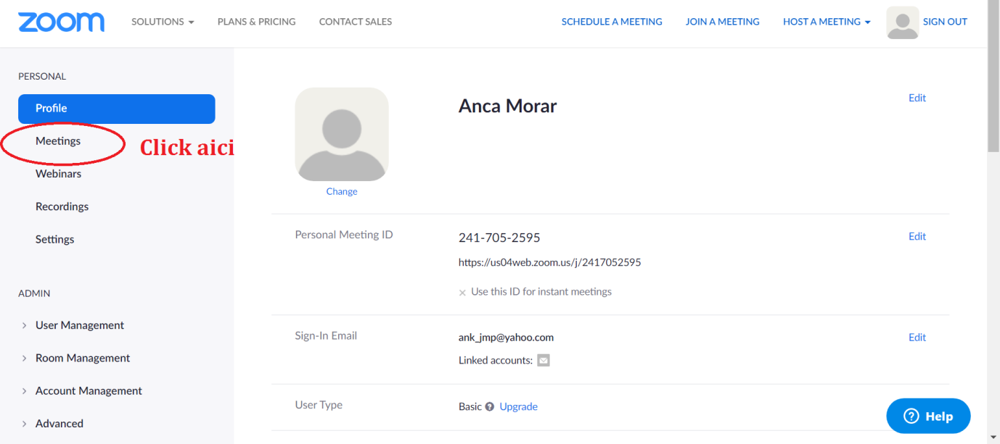 zoom SOLUTIONS PLANS & PRICING CONTACT SALES SCHEDULE A MEETING JOIN A MEETING HOST A MEETING SIGN OUT
PERSONAL
Profile
Meetings
Click aici
Webinars
Recordings
Settings
ADMIN
User Management
Room Management
Account Management
Advanced
Change
Anca Morar
Edit
Personal Meeting ID
241-705-2595
Edit
https://us04web.zoom.us/j/2417052595
× Use this ID for instant meetings
Sign-In Email
ank_jmp@yahoo.com
Edit
Linked accounts:
User Type
Basic ? Upgrade
? Help